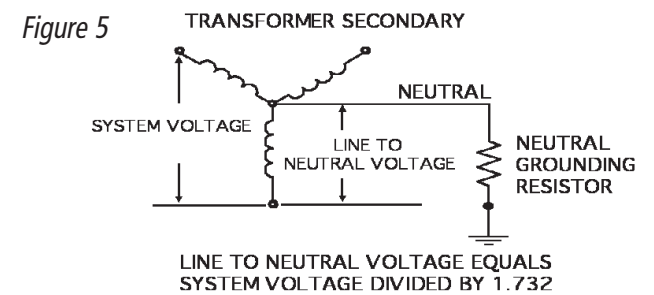 Figure 5
TRANSFORMER SECONDARY
NEUTRAL
SYSTEM VOLTAGE
LINE TO
NEUTRAL VOLTAGE
NEUTRAL
GROUNDING
RESISTOR
LINE TO NEUTRAL VOLTAGE EQUALS
SYSTEM VOLTAGE DIVIDED BY 1.732